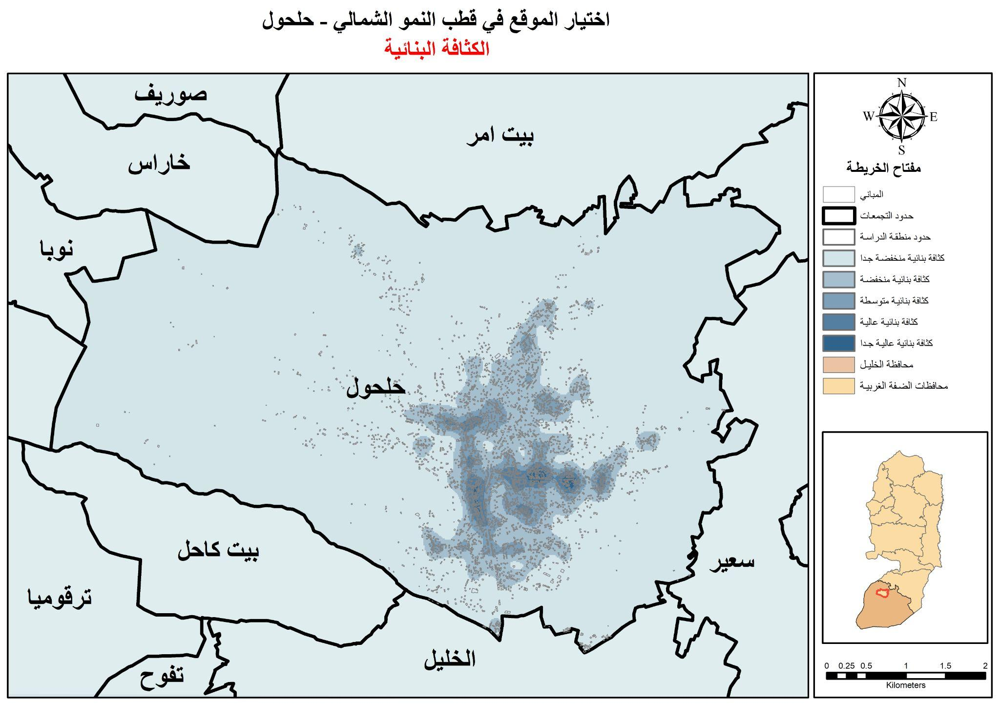 اختيار الموقع في قطب النمو الشمالي - حلحول
الكثافة البنائية
صوريف
بيت امر
خاراس
نوبا
حلحول
بيت كاحل
سعير
ترقوميا
الخليل
تفوح
N
W E
S
مفتاح الخريطة
المباني
حدود التجمعات
حدود منطقة الدراسة
كثافة بنائية منخفضة جدا
كثافة بنائية منخفضة
كثافة بنائية متوسطة
كثافة بنائية عالية
كثافة بنائية عالية جدا
محافظة الخليل
محافظات الضفة الغربية
0 0.25 0.5 1 1.5 2
Kilometers